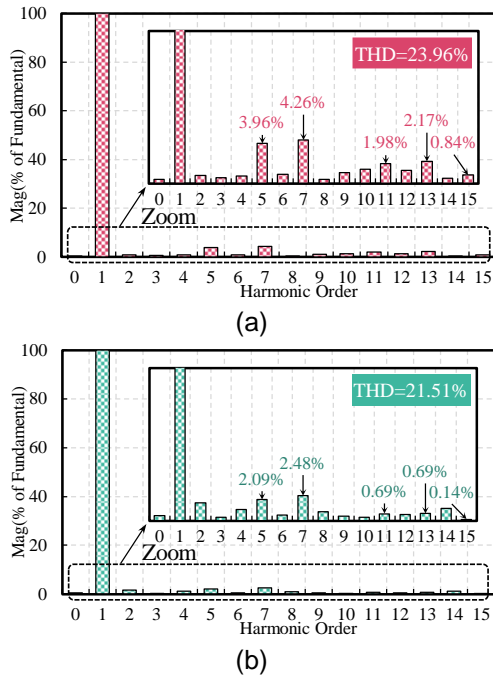 100
80
60
40
20
0
Mag(% of Fundamental)
THD=23.96%
3.96%
4.26%
1.98%
2.17%
0.84%
0 1 2 3 4 5 6 7 8 9 10 11 12 13 14 15
Zoom
0 1 2 3 4 5 6 7 8 9 10 11 12 13 14 15
Harmonic Order
(a)
100
80
60
40
20
0
Mag(% of Fundamental)
THD=21.51%
2.09%
2.48%
0.69%
0.69%
0.14%
0 1 2 3 4 5 6 7 8 9 10 11 12 13 14 15
Zoom
0 1 2 3 4 5 6 7 8 9 10 11 12 13 14 15
Harmonic Order
(b)